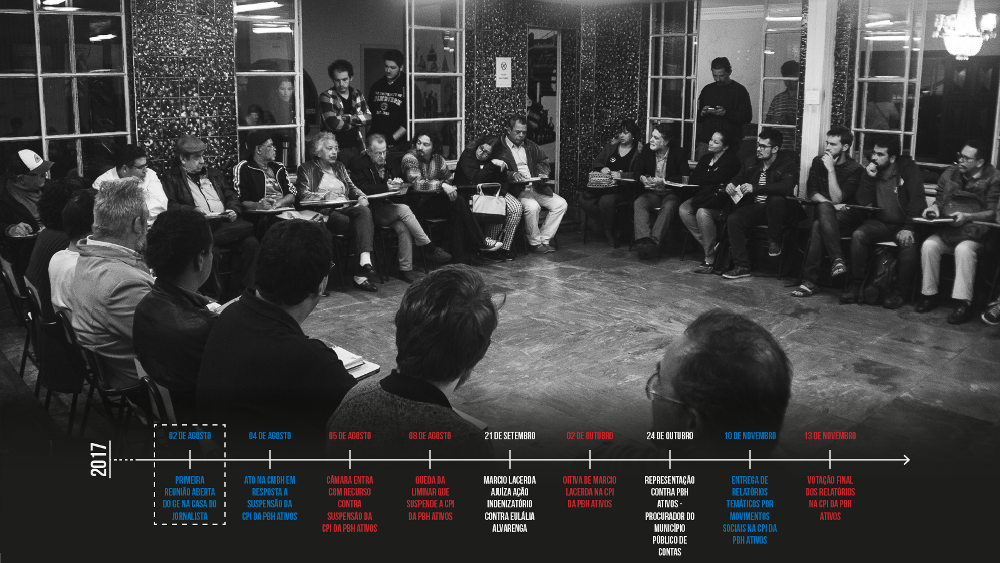 THE UNIVERSITY OF
EDINBURGH
2017
02 DE AGOSTO
PRIMEIRA
REUNIÃO ABERTA
DO GE NA CASA DO
JORNALISTA
04 DE AGOSTO
ATO NA CMBH EM
RESPOSTA A
SUSPENSÃO DA
CPI DA PBH ATIVOS
05 DE AGOSTO
CÂMARA ENTRA
COM RECURSO
CONTRA
SUSPENSÃO DA
CPI DA PBH ATIVOS
08 DE AGOSTO
QUEDA DA
LIMINAR QUE
SUSPENDE A CPI
DA PBH ATIVOS
21 DE SETEMBRO
MARCIO LACERDA
AJUÍZA AÇÃO
INDENIZATÓRIO
CONTRA EULÁLIA
ALVARENGA
02 DE OUTUBRO
OITIVA DE MARCIO
LACERDA NA CPI
DA PBH ATIVOS
24 DE OUTUBRO
REPRESENTAÇÃO
CONTRA PBH
ATIVOS -
PROCURADOR DO
MUNICÍPIO
PÚBLICO DE
CONTAS
10 DE NOVEMBRO
ENTREGA DE
RELATÓRIOS
TEMÁTICOS POR
MOVIMENTOS
SOCIAIS NA CPI DA
PBH ATIVOS
13 DE NOVEMBRO
VOTAÇÃO FINAL
DOS RELATÓRIOS
NA CPI DA PBH
ATIVOS